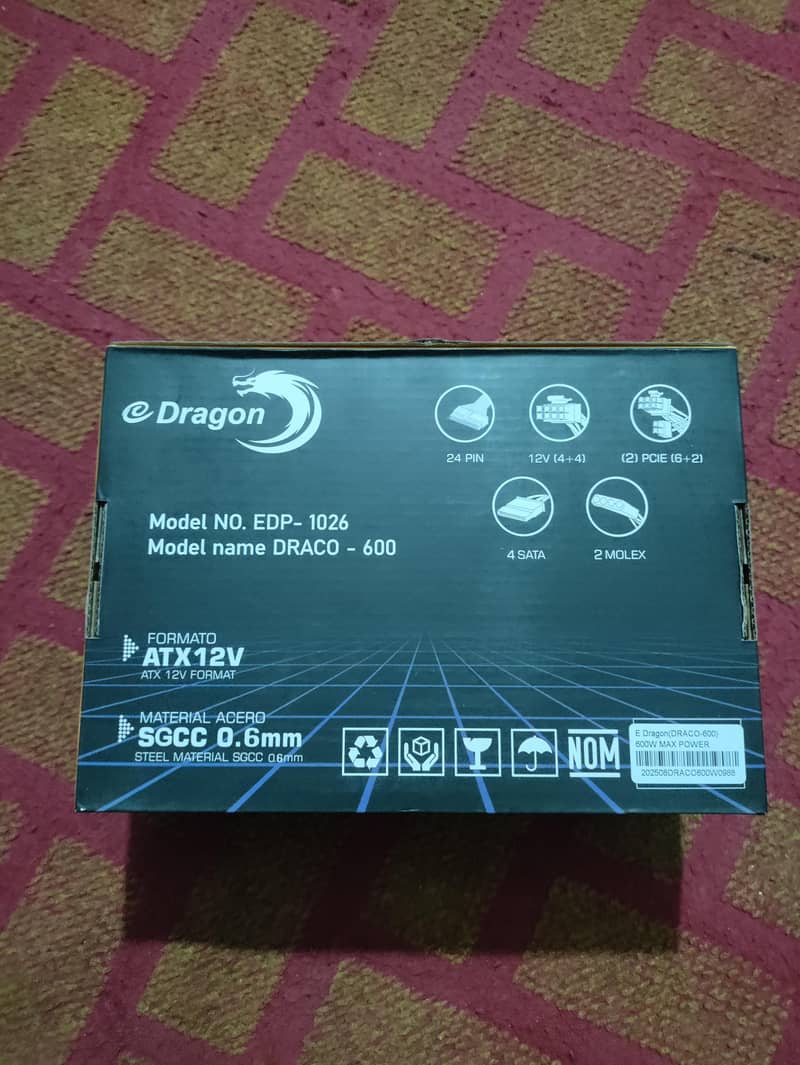 e Dragon
24 PIN
12V (4+4)
(2) PCIE (6+2)
4 SATA
2 MOLEX
Model NO. EDP- 1026
Model name DRACO - 600
FORMATO
ATX12V
ATX 12V FORMAT
MATERIAL ACERO
SGCC 0.6mm
STEEL MATERIAL SGCC 0.6mm
NOM
E Dragon(DRACO-600)
600W MAX POWER
202506DRACO600W0988